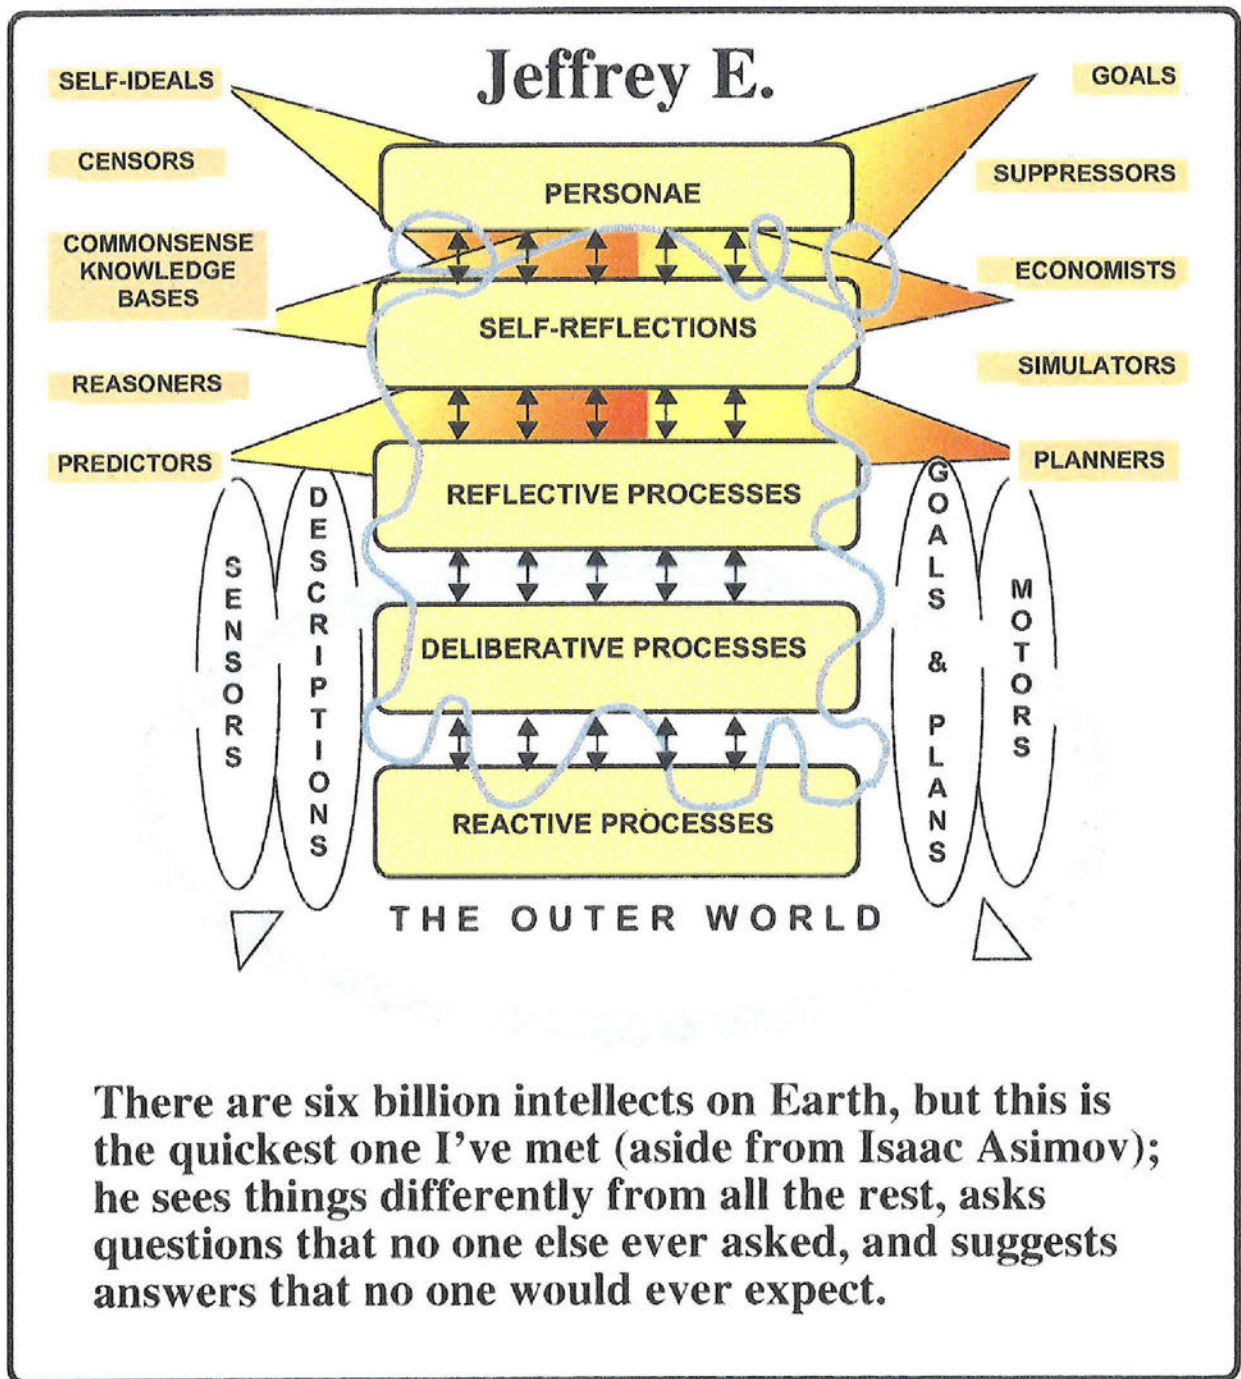 Jeffrey E.
SELF-IDEALS
CENSORS
COMMONSENSE
KNOWLEDGE
BASES
REASONERS
PREDICTORS
GOALS
SUPPRESSORS
ECONOMISTS
SIMULATORS
PLANNERS
PERSONAE
SELF-REFLECTIONS
REFLECTIVE PROCESSES
DELIBERATIVE PROCESSES
REACTIVE PROCESSES
SENSORS
DESCRIPTIONS
GOALS & PLANS
MOTORS
THE OUTER WORLD
There are six billion intellects on Earth, but this is
the quickest one I've met (aside from Isaac Asimov);
he sees things differently from all the rest, asks
questions that no one else ever asked, and suggests
answers that no one would ever expect.